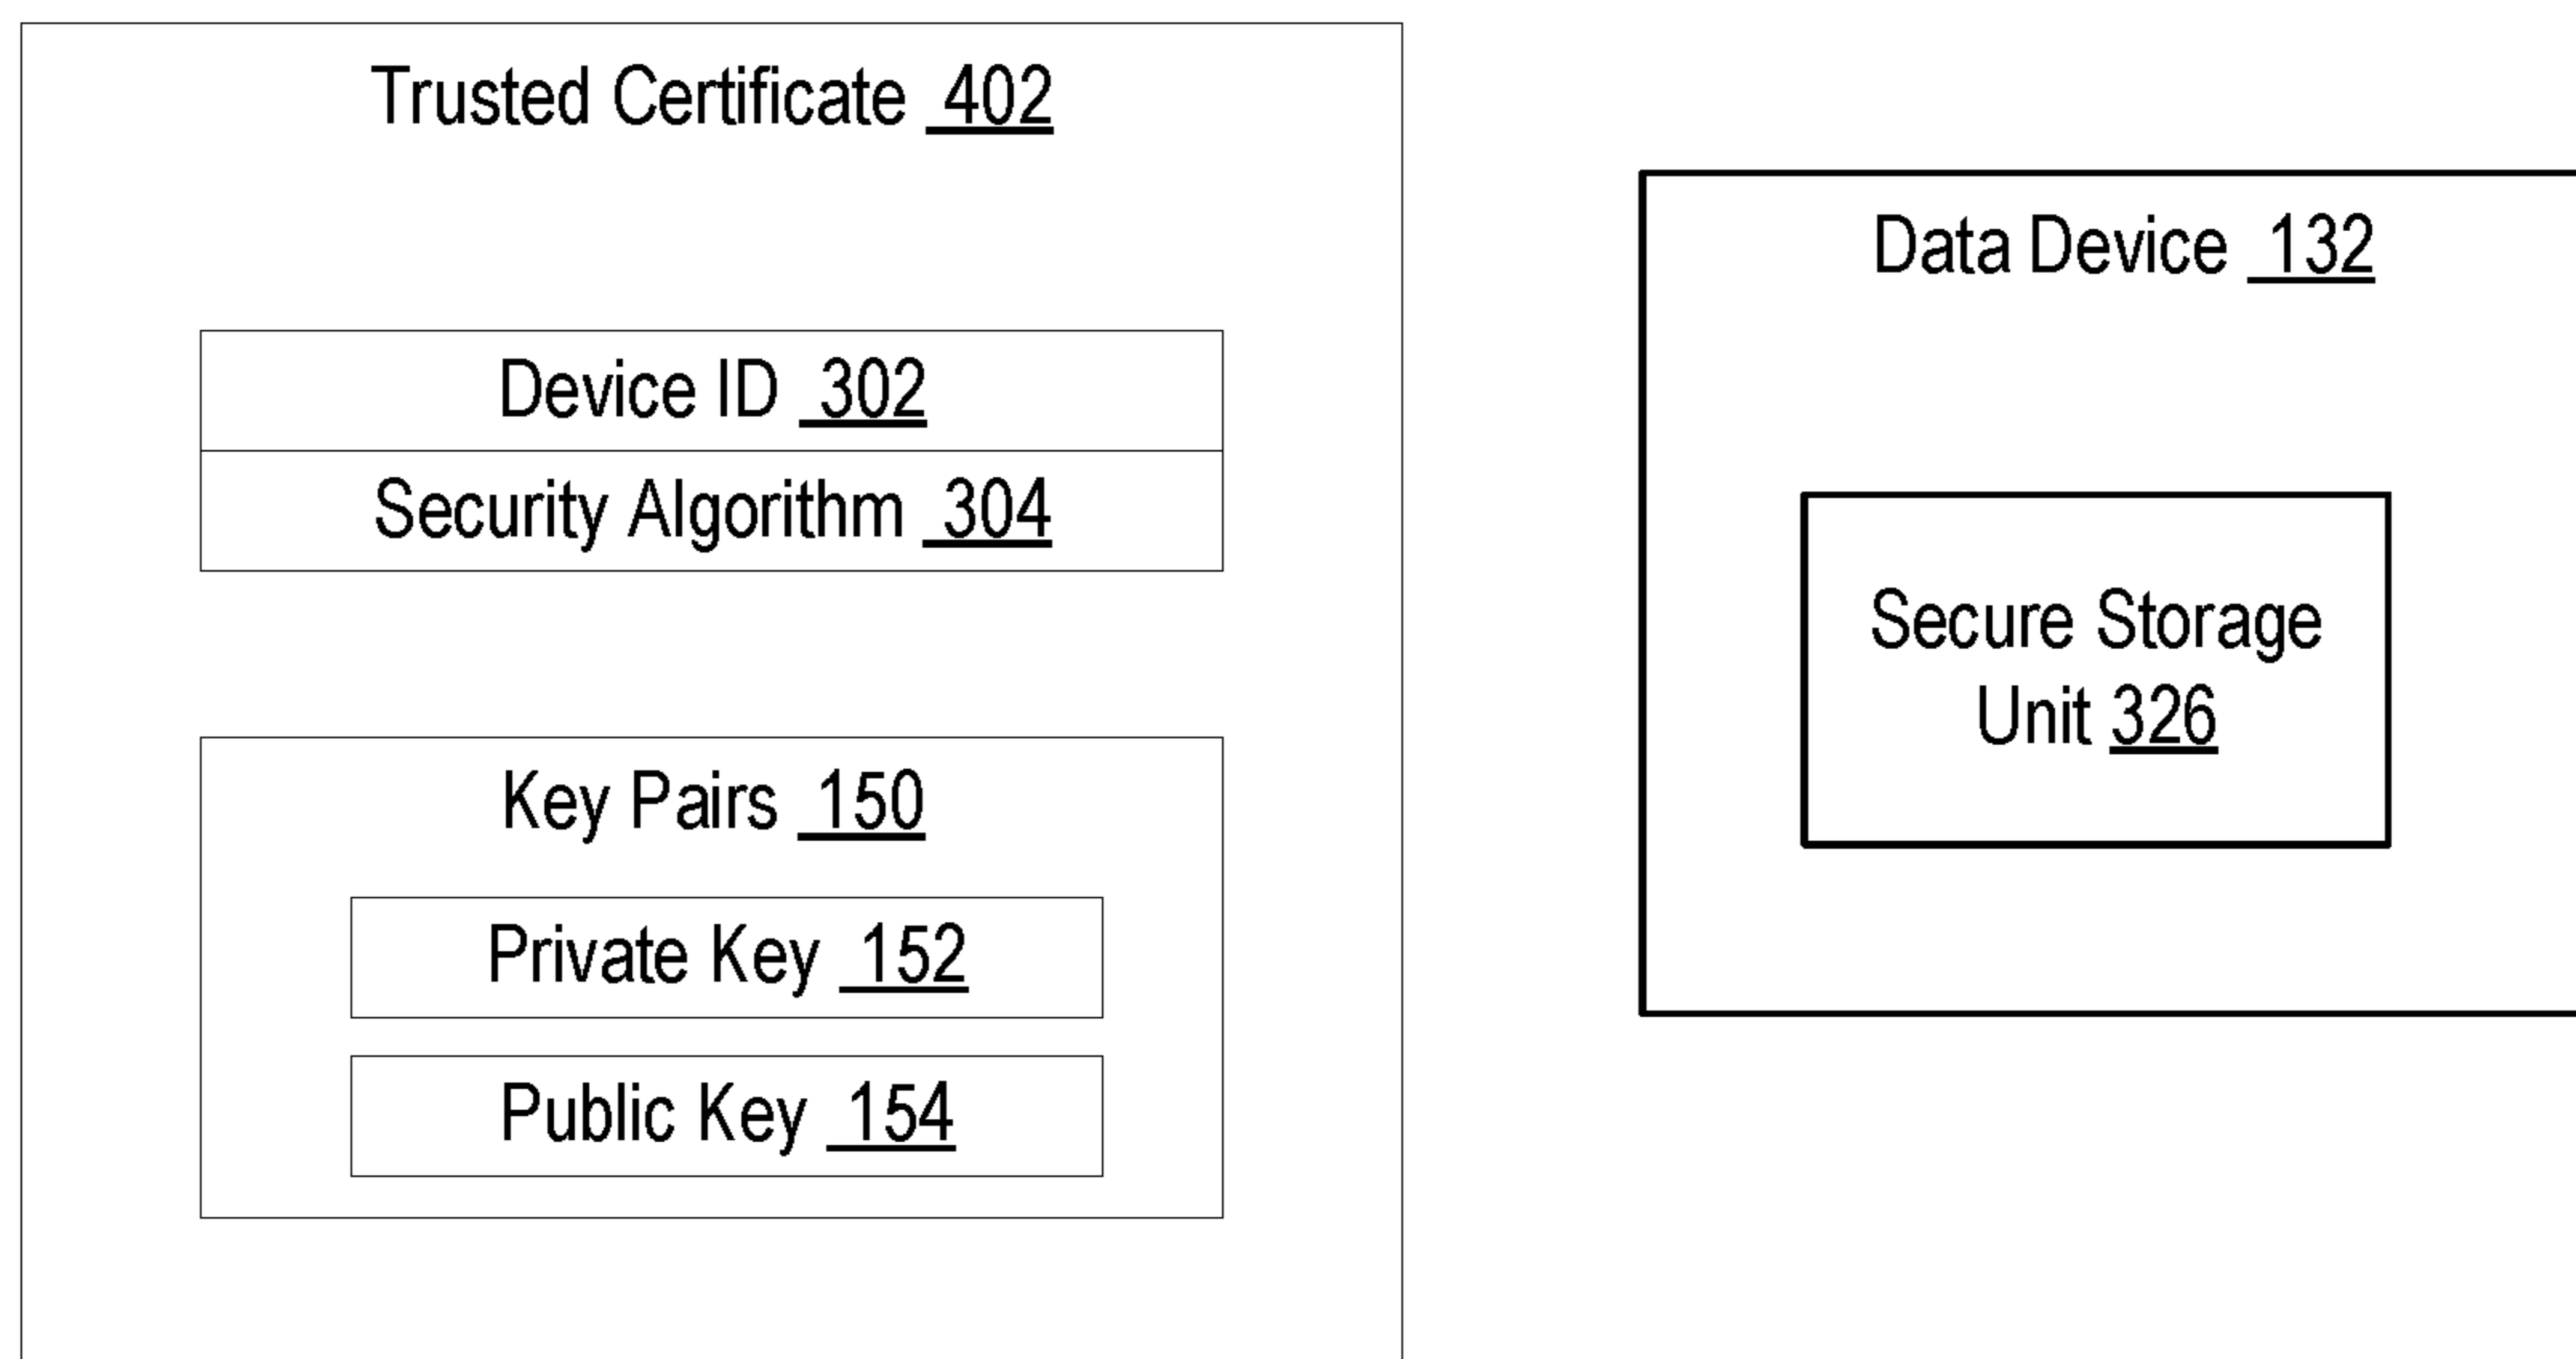 Trusted Certificate 402
Device ID 302
Security Algorithm 304
Key Pairs 150
Private Key 152
Public Key 154
Data Device 132
Secure Storage
Unit 326